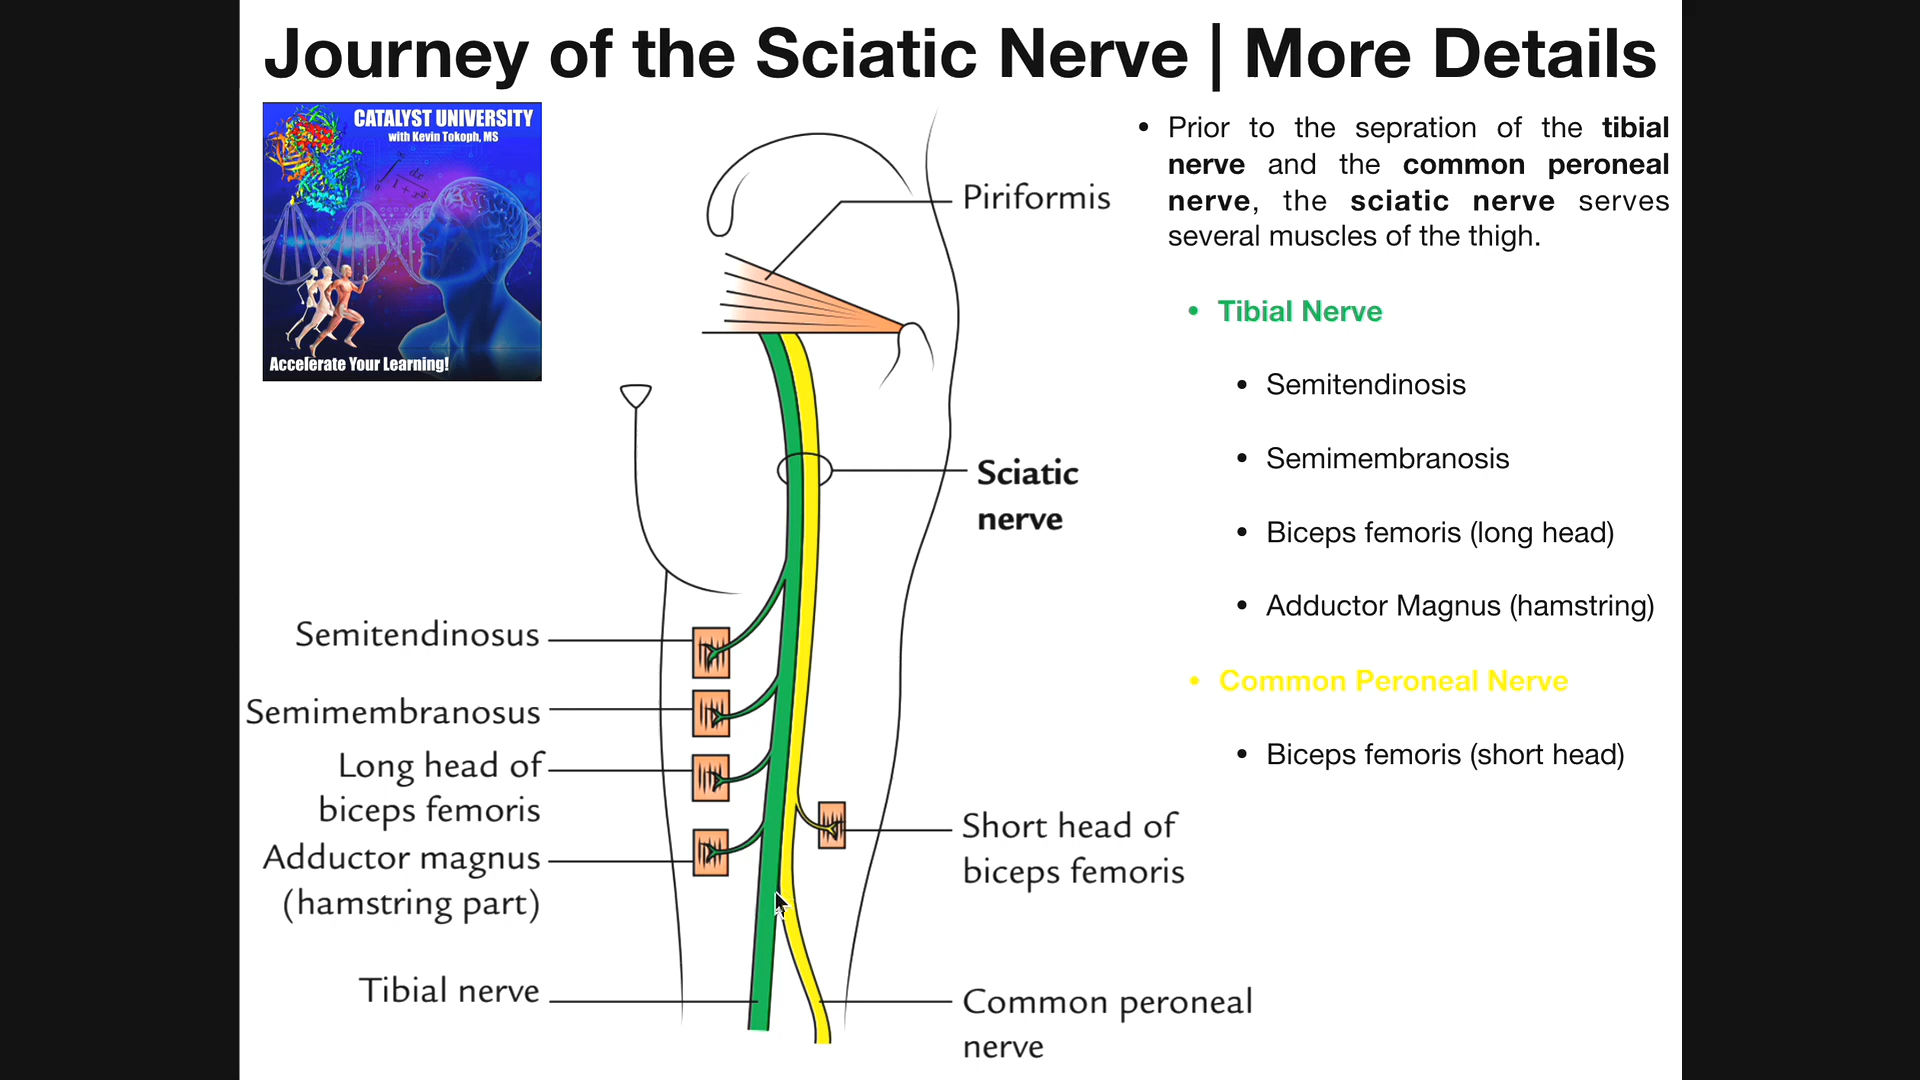 Journey of the Sciatic Nerve | More Details
CATALYST UNIVERSITY
with Kevin Tokoph, MS
Accelerate Your Learning!
Piriformis
Sciatic
nerve
Semitendinosus
Semimembranosus
Long head of
biceps femoris
Adductor magnus
(hamstring part)
Tibial nerve
Short head of
biceps femoris
Common peroneal
nerve
• Prior to the sepration of the tibial
nerve and the common peroneal
nerve, the sciatic nerve serves
several muscles of the thigh.
• Tibial Nerve
• Semitendinosis
• Semimembranosis
• Biceps femoris (long head)
• Adductor Magnus (hamstring)
• Common Peroneal Nerve
• Biceps femoris (short head)